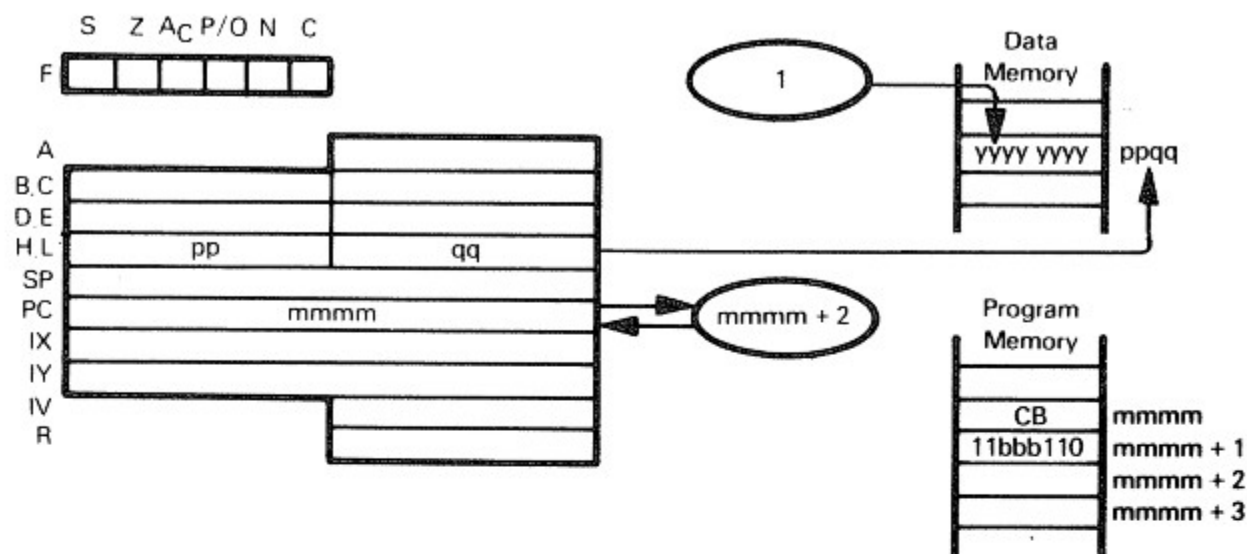 S Z AC P/O N C
F
A
B,C
D,E
H,L pp qq
SP
PC mmmm
IX
IY
IV
R
1
mmmm + 2
Data
Memory
yyyy yyyy ppqq
Program
Memory
CB mmmm
11bbb110 mmmm + 1
mmmm + 2
mmmm + 3